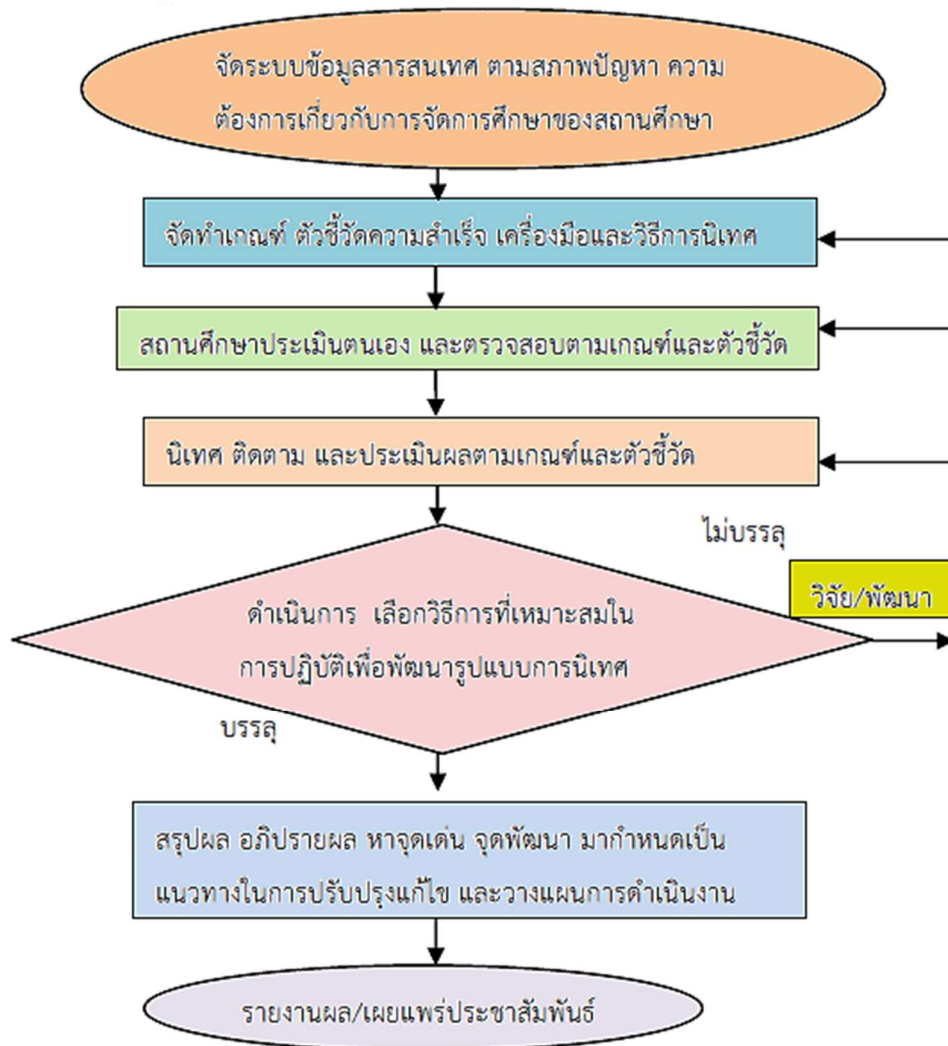 จัดระบบข้อมูลสารสนเทศ ตามสภาพปัญหา ความ
ต้องการเกี่ยวกับการจัดการศึกษาของสถานศึกษา
จัดทำเกณฑ์ ตัวชี้วัดความสำเร็จ เครื่องมือและวิธีการนิเทศ
สถานศึกษาประเมินตนเอง และตรวจสอบตามเกณฑ์และตัวชี้วัด
นิเทศ ติดตาม และประเมินผลตามเกณฑ์และตัวชี้วัด
ไม่บรรลุ
วิจัย/พัฒนา
ดำเนินการ เลือกวิธีการที่เหมาะสมใน
การปฏิบัติเพื่อพัฒนารูปแบบการนิเทศ
บรรลุ
สรุปผล อภิปรายผล หาจุดเด่น จุดพัฒนา มากำหนดเป็น
แนวทางในการปรับปรุงแก้ไข และวางแผนการดำเนินงาน
รายงานผล/เผยแพร่ประชาสัมพันธ์